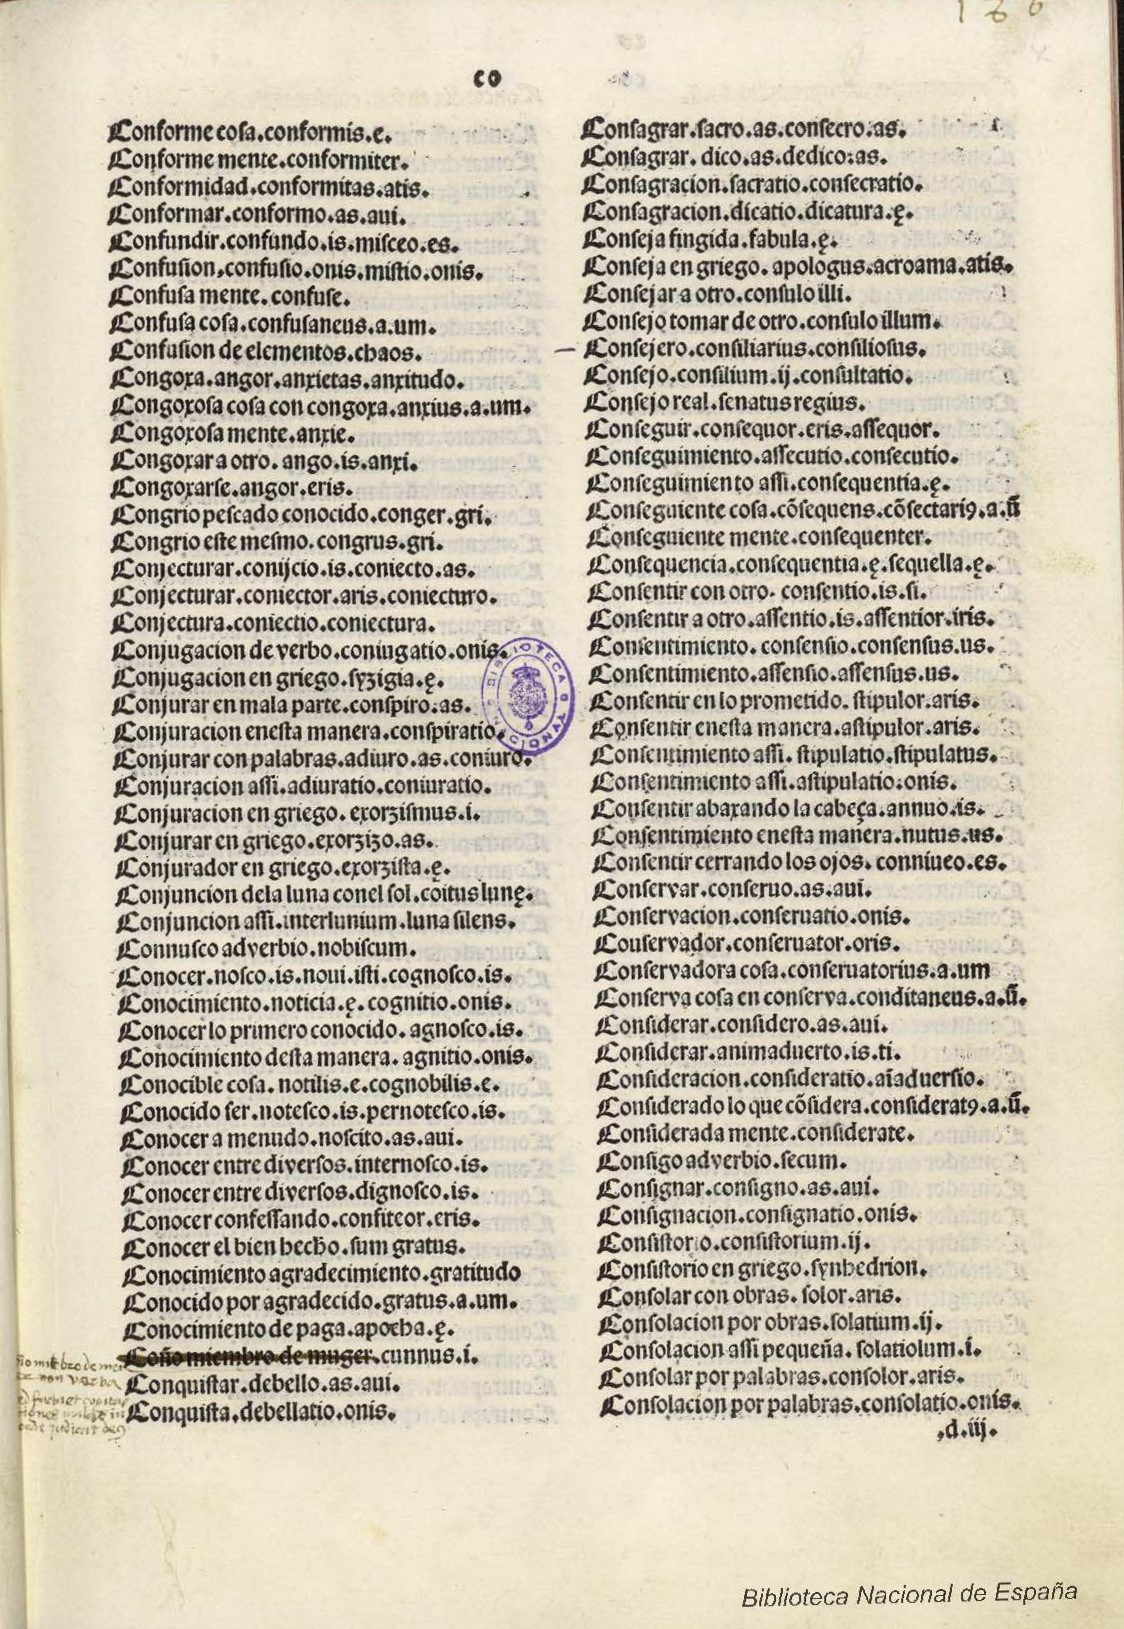 co
Conforme cosa.conformis.e.
Conforme mente.conformiter.
Conformidad.conformitas.atis.
Conformar.conformo.as.aui.
Confundir.confundo.is.misceo.es.
Confusion.confusio.onis.mistio.onis.
Confusa mente.confuse.
Confusa cosa.confusaneus.a.um.
Confusion de elementos.chaos.
Congoxa.angor.anxietas.anxitudo.
Congoxosa cosa con congoxa.anxius.a.um.
Congoxosa mente.anxie.
Congoxar a otro.ango.is.anxi.
Congoxarse.angor.eris.
Congrio pescado conocido.conger.gri.
Congrio este mesmo.congrus.gri.
Conjecturar.conijcio.is.coniecto.as.
Conjecturar.coniector.aris.coniecturo.
Conjectura.coniectio.coniectura.
Conjugacion de verbo.coniugatio.onis.
Conjugacion en griego.syzigia.ę.
Conjurar en mala parte.conspiro.as.
Conjuracion enesta manera.conspiratio.
Conjurar con palabras.adiuro.as.coniuro.
Conjuracion assi.adiuratio.coniuratio.
Conjuracion en griego.exorzismus.i.
Conjurar en griego.exorzizo.as.
Conjurador en griego.exorzista.ę.
Conjuncion dela luna conel sol.coitus lunę.
Conjuncion assi.interlunium.luna silens.
Connusco adverbio.nobiscum.
Conocer.nosco.is.noui.isti.cognosco.is.
Conocimiento.noticia.ę.cognitio.onis.
Conocer lo primero conocido.agnosco.is.
Conocimiento desta manera.agnitio.onis.
Conocible cosa.notilis.e.cognobilis.e.
Conocido ser.notesco.is.pernotesco.is.
Conocer a menudo.noscito.as.aui.
Conocer entre diversos.internosco.is.
Conocer entre diversos.dignosco.is.
Conocer confessando.confiteor.eris.
Conocer el bien hecho.sum gratus.
Conocimiento agradecimiento.gratitudo
Conocido por agradecido.gratus.a.um.
Conocimiento de paga.apocha.ę.
Coño miembro de muger.cunnus.i.
Conquistar.debello.as.aui.
Conquista.debellatio.onis.
Consagrar.sacro.as.consecro.as.
Consagrar.dico.as.dedico:as.
Consagracion.sacratio.consecratio.
Consagracion.dicatio.dicatura.ę.
Conseja fingida.fabula.ę.
Conseja en griego.apologus.acroama.atis.
Consejar a otro.consulo illi.
Consejo tomar de otro.consulo illum.
Consejero.consiliarius.consiliosus.
Consejo.consilium.ij.consultatio.
Consejo real.senatus regius.
Conseguir.consequor.eris.assequor.
Conseguimiento.assecutio.consecutio.
Conseguimiento assi.consequentia.ę.
Conseguiente cosa.cõsequens.cõsectariꝰ.a.ũ
Conseguiente mente.consequenter.
Consequencia.consequentia.ę.sequella.ę.
Consentir con otro.consentio.is.si.
Consentir a otro.assentio.is.assentior.iris.
Consentimiento.consensio.consensus.us.
Consentimiento.assensio.assensus.us.
Consentir en lo prometido.stipulor.aris.
Consentir enesta manera.astipulor.aris.
Consentimiento assi.stipulatio.stipulatus.
Consentimiento assi.astipulatio:onis.
Consentir abaxando la cabeça.annuo.is.
Consentimiento enesta manera.nutus.us.
Consentir cerrando los ojos.conniueo.es.
Conservar.conseruo.as.aui.
Conservacion.conseruatio.onis.
Couservador.conseruator.oris.
Conservadora cosa.conseruatorius.a.um
Conserva cosa en conserva.conditaneus.a.ũ.
Considerar.considero.as.aui.
Considerar.animaduerto.is.ti.
Consideracion.consideratio.aĩaduersio.
Considerado lo que cõsidera.consideratꝰ.a.ũ.
Considerada mente.considerate.
Consigo adverbio.secum.
Consignar.consigno.as.aui.
Consignacion.consignatio.onis.
Consistorio.consistorium.ij.
Consistorio en griego.synhedrion.
Consolar con obras.solor.aris.
Consolacion por obras.solatium.ij.
Consolacion assi pequeña.solatiolum.i.
Consolar por palabras.consolor.aris.
Consolacion por palabras.consolatio.onis.
.d.iij.
BIBLIOTECA NACIONAL
Biblioteca Nacional de España